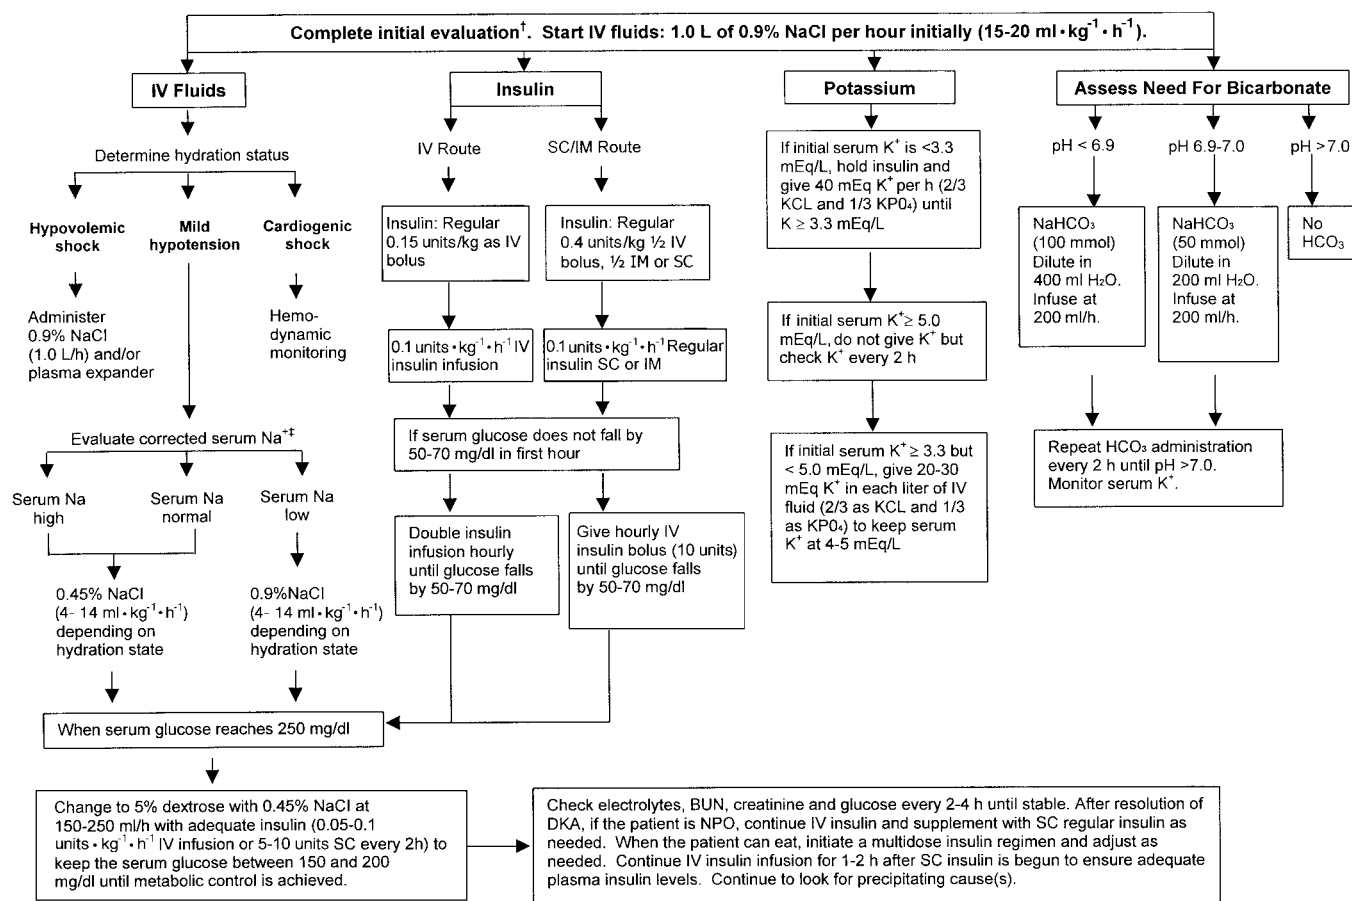 Complete initial evaluation†. Start IV fluids: 1.0 L of 0.9% NaCl per hour initially (15-20 ml•kg⁻¹•h⁻¹).
IV Fluids
Determine hydration status
Hypovolemic
shock
Mild
hypotension
Cardiogenic
shock
Administer
0.9% NaCl
(1.0 L/h) and/or
plasma expander
Hemo-
dynamic
monitoring
Evaluate corrected serum Na⁺‡
Serum Na
high
Serum Na
normal
Serum Na
low
0.45% NaCl
(4- 14 ml•kg⁻¹•h⁻¹)
depending on
hydration state
0.9%NaCl
(4- 14 ml•kg⁻¹•h⁻¹)
depending on
hydration state
When serum glucose reaches 250 mg/dl
Change to 5% dextrose with 0.45% NaCl at
150-250 ml/h with adequate insulin (0.05-0.1
units•kg⁻¹•h⁻¹ IV infusion or 5-10 units SC every 2h) to
keep the serum glucose between 150 and 200
mg/dl until metabolic control is achieved.
Insulin
IV Route
Insulin: Regular
0.15 units/kg as IV
bolus
0.1 units•kg⁻¹•h⁻¹ IV
insulin infusion
SC/IM Route
Insulin: Regular
0.4 units/kg ½ IV
bolus, ½ IM or SC
0.1 units•kg⁻¹•h⁻¹ Regular
insulin SC or IM
If serum glucose does not fall by
50-70 mg/dl in first hour
Double insulin
infusion hourly
until glucose falls
by 50-70 mg/dl
Give hourly IV
insulin bolus (10 units)
until glucose falls
by 50-70 mg/dl
Potassium
If initial serum K⁺ is <3.3
mEq/L, hold insulin and
give 40 mEq K⁺ per h (2/3
KCL and 1/3 KP0₄) until
K ≥ 3.3 mEq/L
If initial serum K⁺≥ 5.0
mEq/L, do not give K⁺ but
check K⁺ every 2 h
If initial serum K⁺ ≥ 3.3 but
< 5.0 mEq/L, give 20-30
mEq K⁺ in each liter of IV
fluid (2/3 as KCL and 1/3
as KP0₄) to keep serum
K⁺ at 4-5 mEq/L
Assess Need For Bicarbonate
pH < 6.9
NaHCO₃
(100 mmol)
Dilute in
400 ml H₂O.
Infuse at
200 ml/h.
pH 6.9-7.0
NaHCO₃
(50 mmol)
Dilute in
200 ml H₂O.
Infuse at
200 ml/h.
pH >7.0
No
HCO₃
Repeat HCO₃ administration
every 2 h until pH >7.0.
Monitor serum K⁺.
Check electrolytes, BUN, creatinine and glucose every 2-4 h until stable. After resolution of
DKA, if the patient is NPO, continue IV insulin and supplement with SC regular insulin as
needed. When the patient can eat, initiate a multidose insulin regimen and adjust as
needed. Continue IV insulin infusion for 1-2 h after SC insulin is begun to ensure adequate
plasma insulin levels. Continue to look for precipitating cause(s).